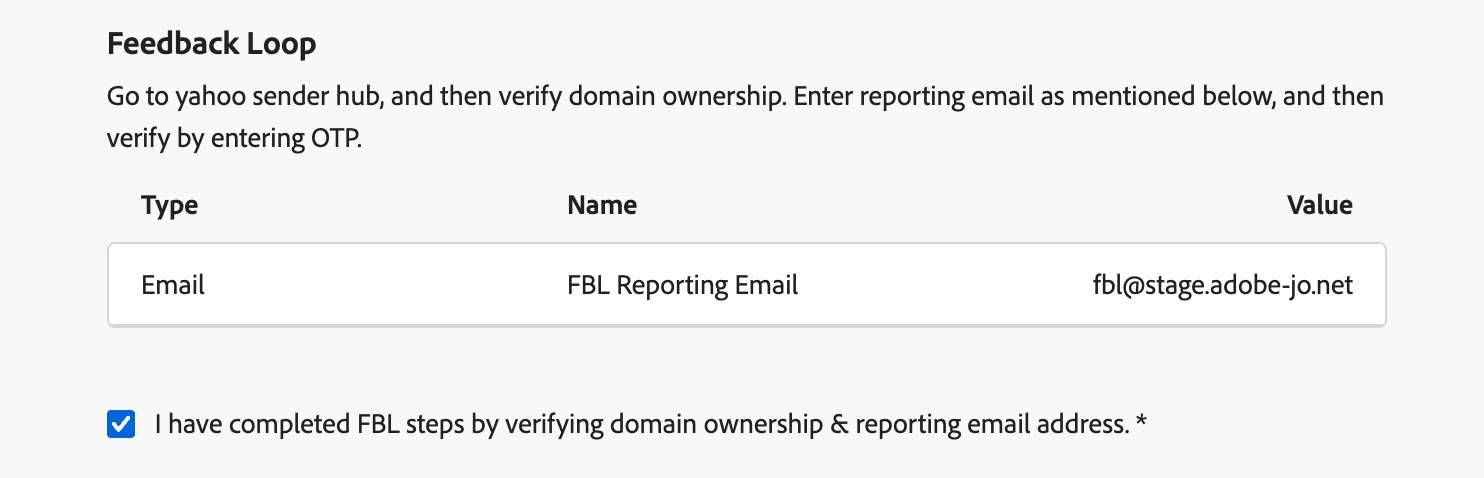 Feedback Loop
Go to yahoo sender hub, and then verify domain ownership. Enter reporting email as mentioned below, and then
verify by entering OTP.
Type Name Value
Email FBL Reporting Email fbl@stage.adobe-jo.net
I have completed FBL steps by verifying domain ownership & reporting email address. *